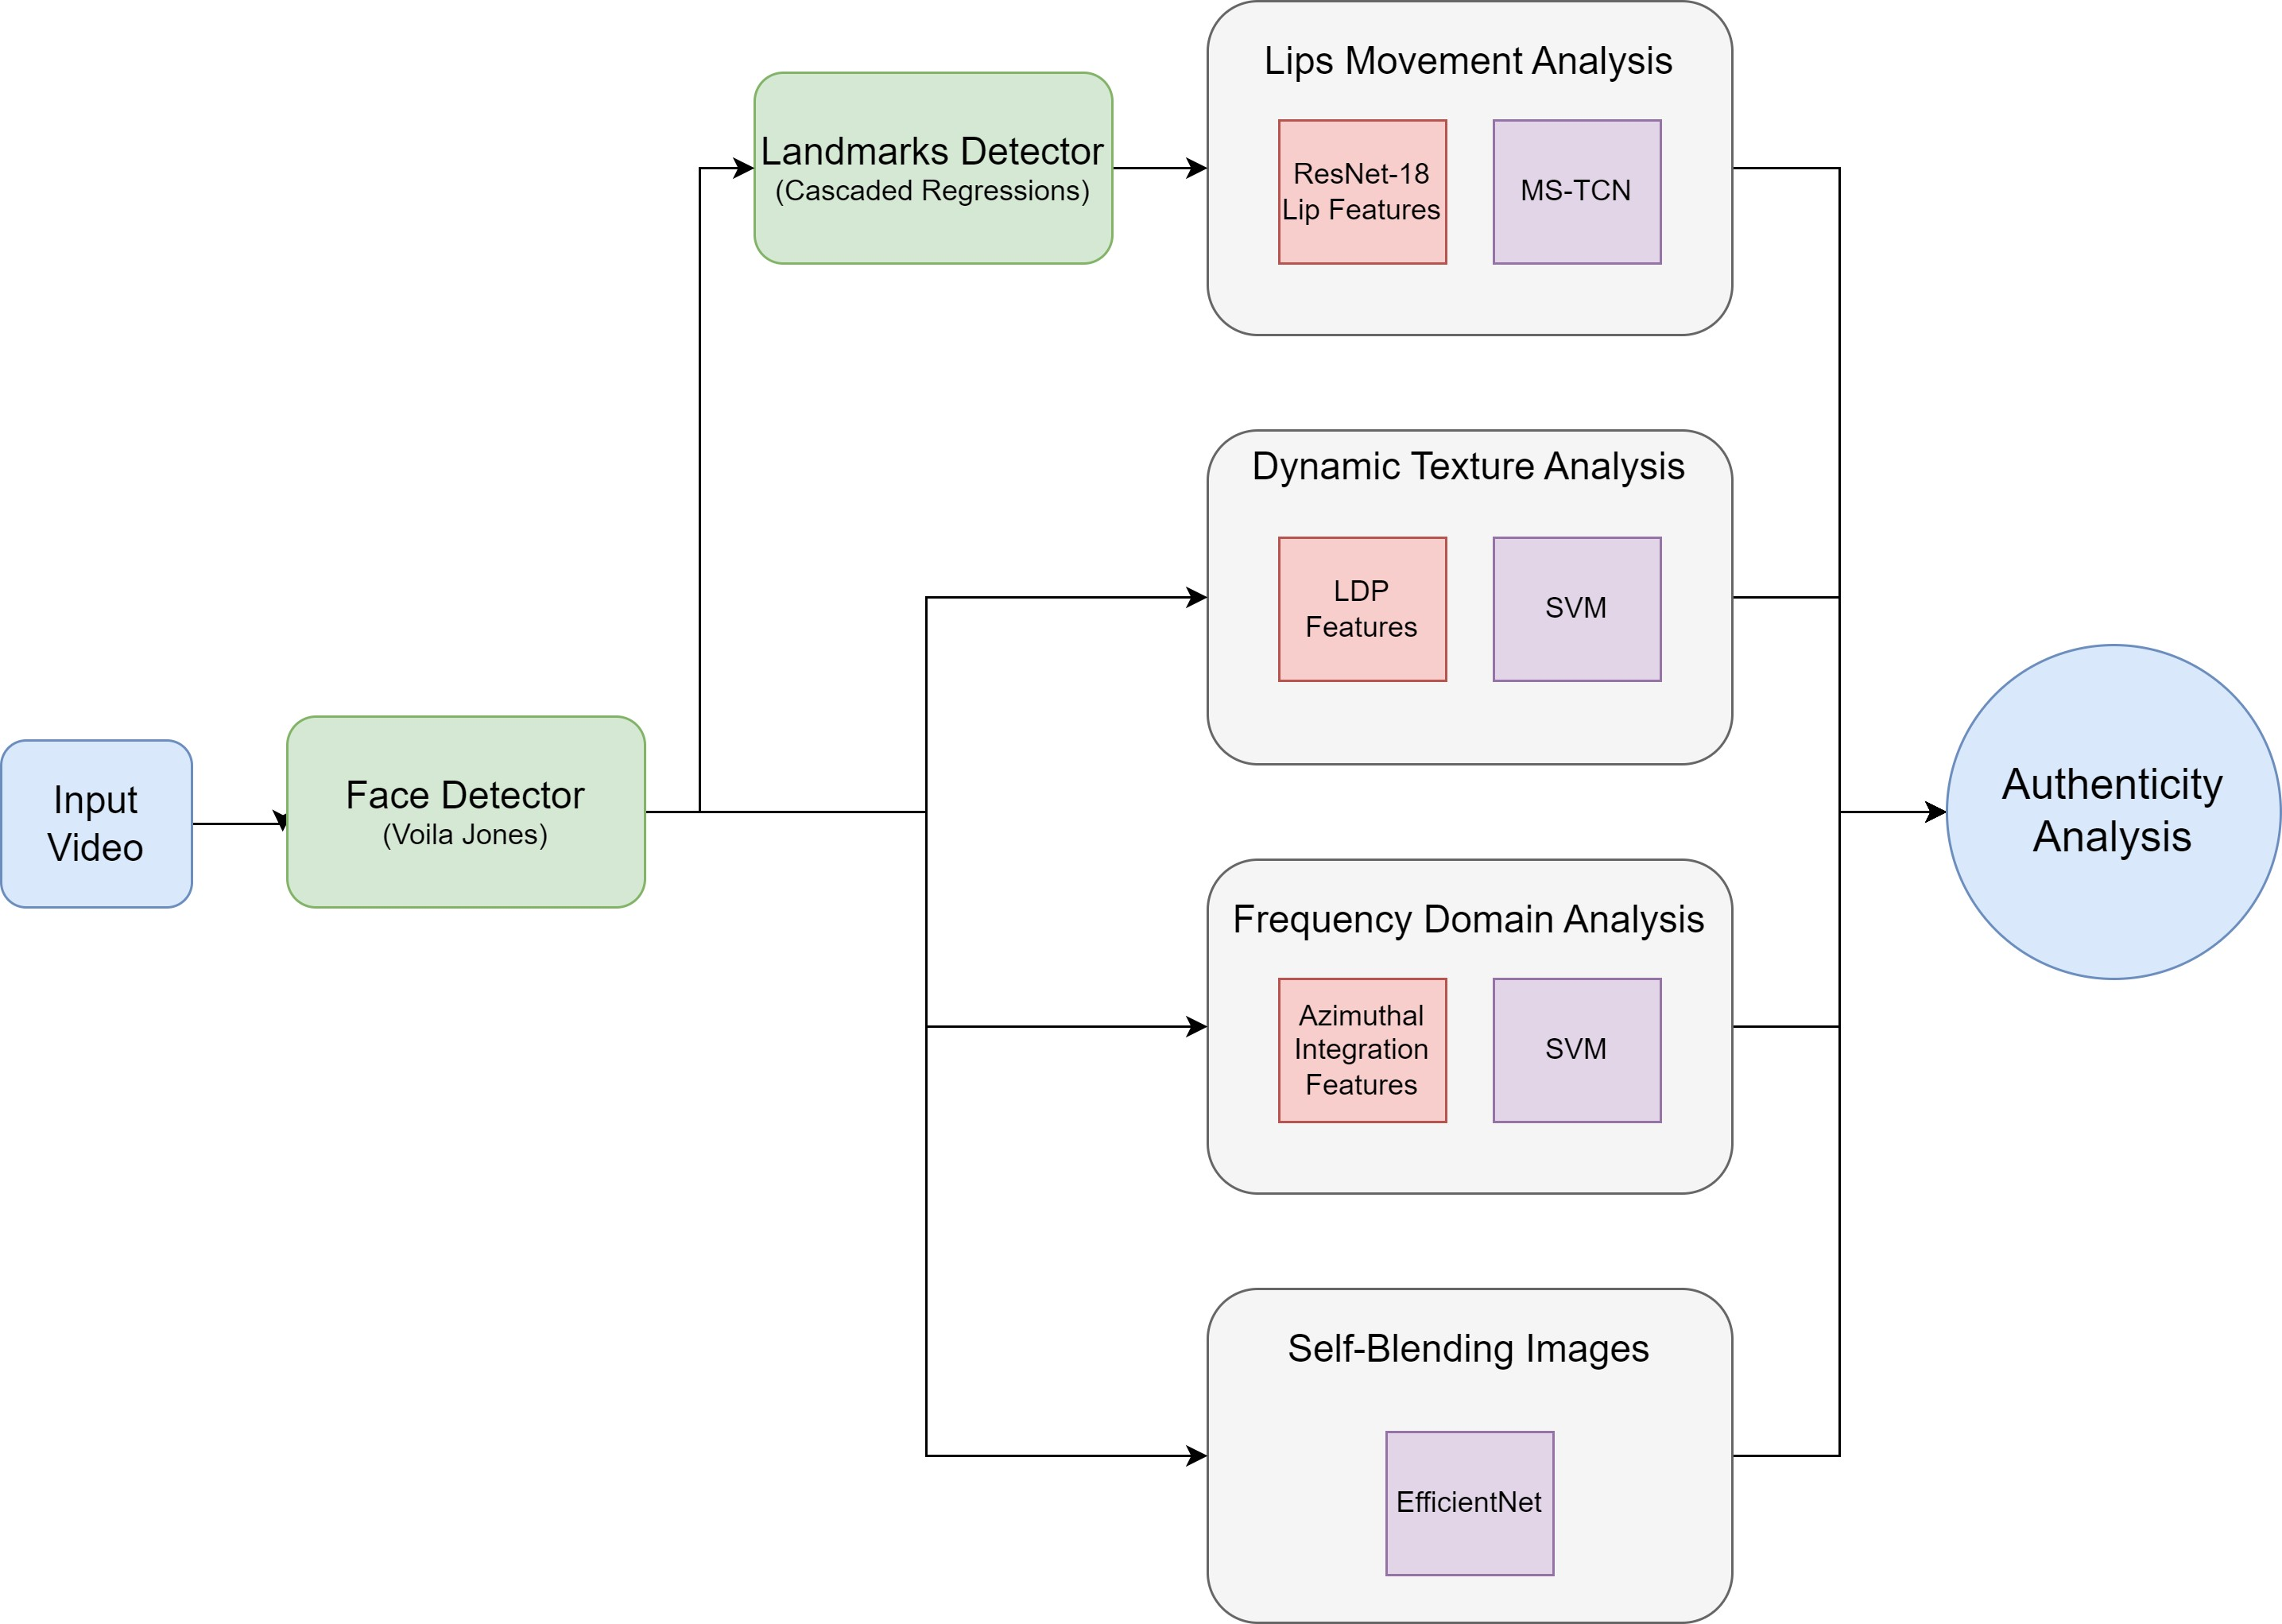 Lips Movement Analysis
Landmarks Detector
(Cascaded Regressions)
ResNet-18
Lip Features
MS-TCN
Dynamic Texture Analysis
LDP
Features
SVM
Input
Video
Face Detector
(Voila Jones)
Authenticity
Analysis
Frequency Domain Analysis
Azimuthal
Integration
Features
SVM
Self-Blending Images
EfficientNet